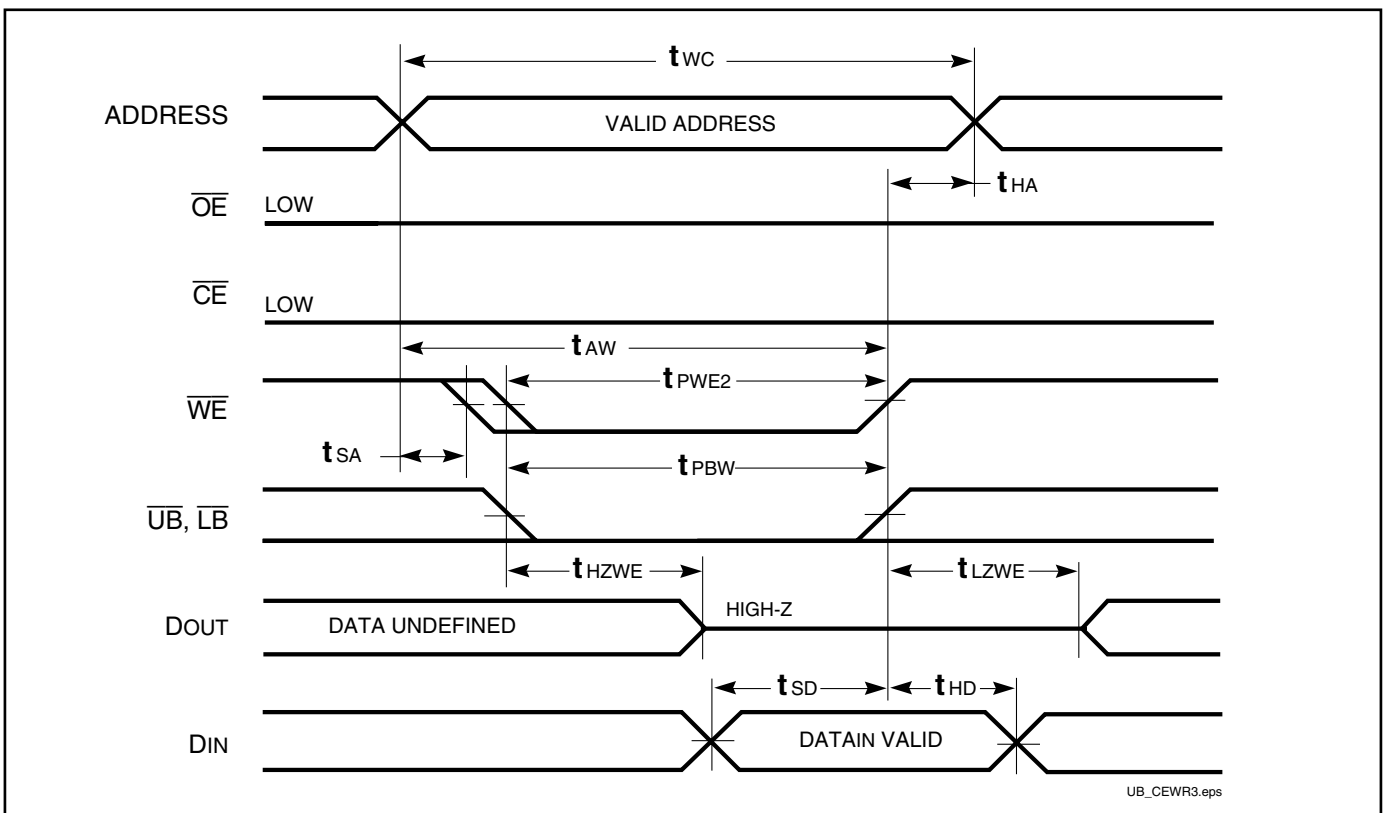 tWC
ADDRESS
VALID ADDRESS
tHA
OE
LOW
CE
LOW
tAW
tPWE2
WE
tSA
tPBW
UB, LB
tHZWE
tLZWE
DOUT
DATA UNDEFINED
HIGH-Z
tSD
tHD
DIN
DATAIN VALID
UB_CEWR3.eps